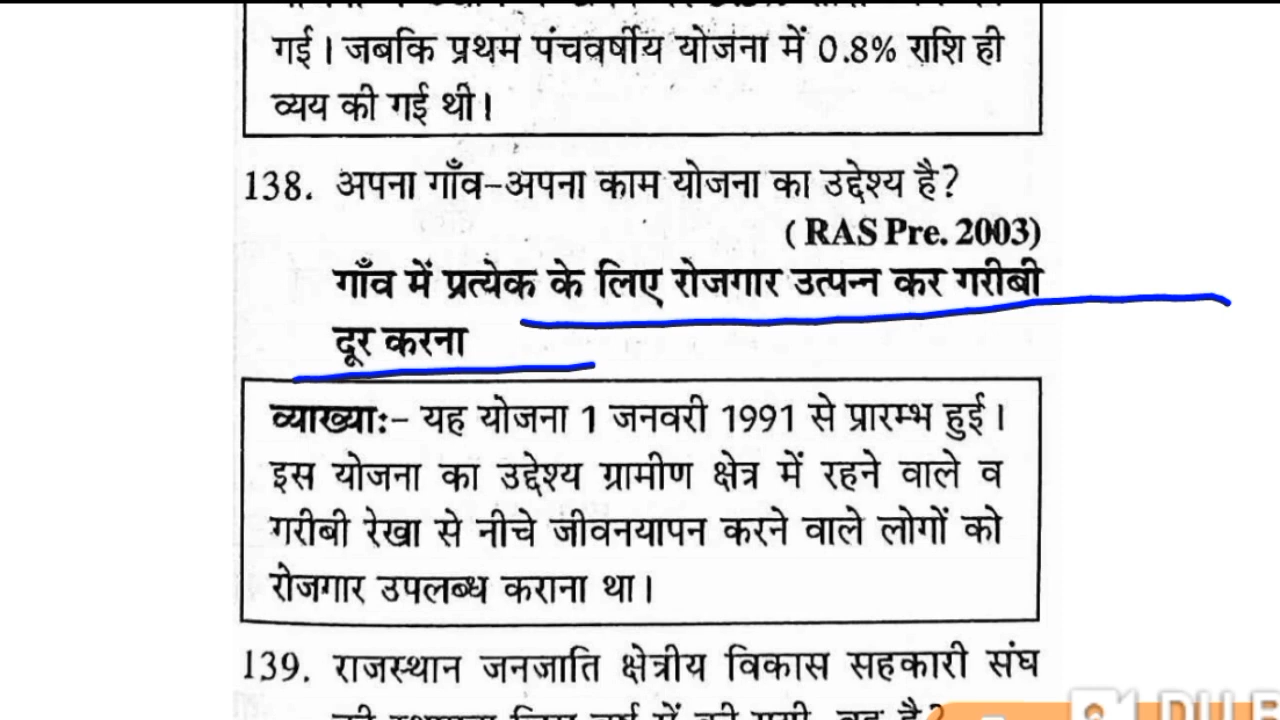 गई। जबकि प्रथम पंचवर्षीय योजना में 0.8% राशि ही
व्यय की गई थी।
138. अपना गाँव-अपना काम योजना का उद्देश्य है?
(RAS Pre. 2003)
गाँव में प्रत्येक के लिए रोजगार उत्पन्न कर गरीबी
दूर करना
व्याख्याः- यह योजना 1 जनवरी 1991 से प्रारम्भ हुई।
इस योजना का उद्देश्य ग्रामीण क्षेत्र में रहने वाले व
गरीबी रेखा से नीचे जीवनयापन करने वाले लोगों को
रोजगार उपलब्ध कराना था।
139. राजस्थान जनजाति क्षेत्रीय विकास सहकारी संघ